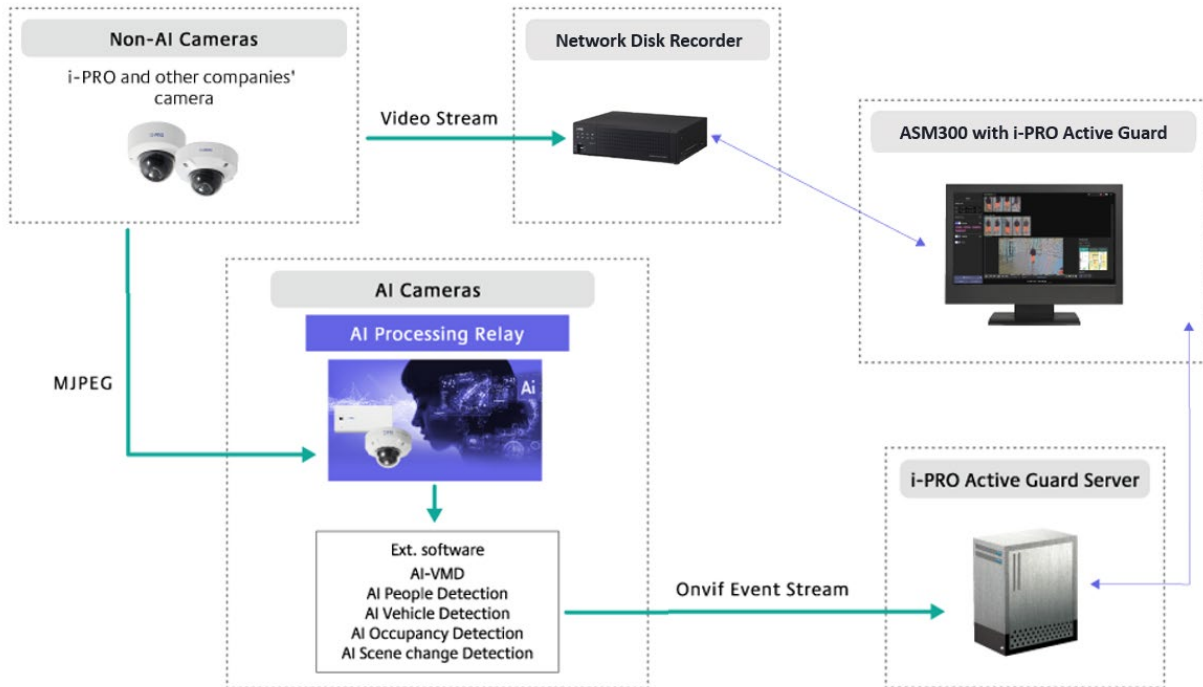 Non-AI Cameras
i-PRO and other companies'
camera
Video Stream
Network Disk Recorder
ASM300 with i-PRO Active Guard
MJPEG
AI Cameras
AI Processing Relay
Ai
Ext. software
AI-VMD
AI People Detection
AI Vehicle Detection
AI Occupancy Detection
AI Scene change Detection
Onvif Event Stream
i-PRO Active Guard Server